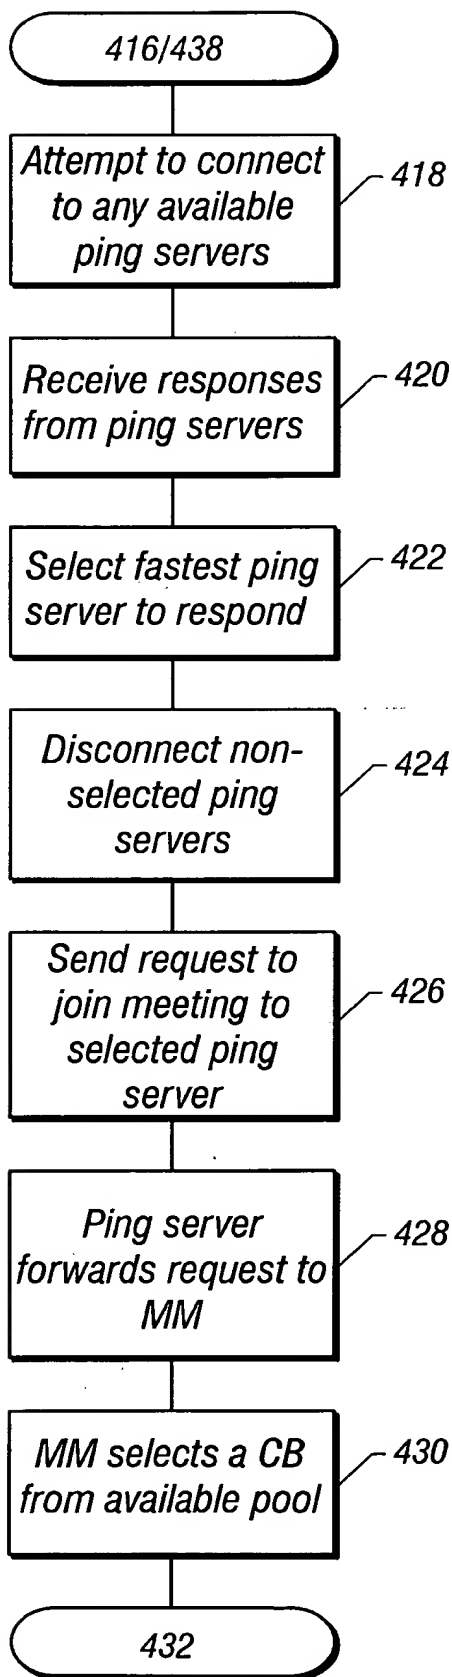 416/438
Attempt to connect
to any available
ping servers
418
Receive responses
from ping servers
420
Select fastest ping
server to respond
422
Disconnect non-
selected ping
servers
424
Send request to
join meeting to
selected ping
server
426
Ping server
forwards request to
MM
428
MM selects a CB
from available pool
430
432